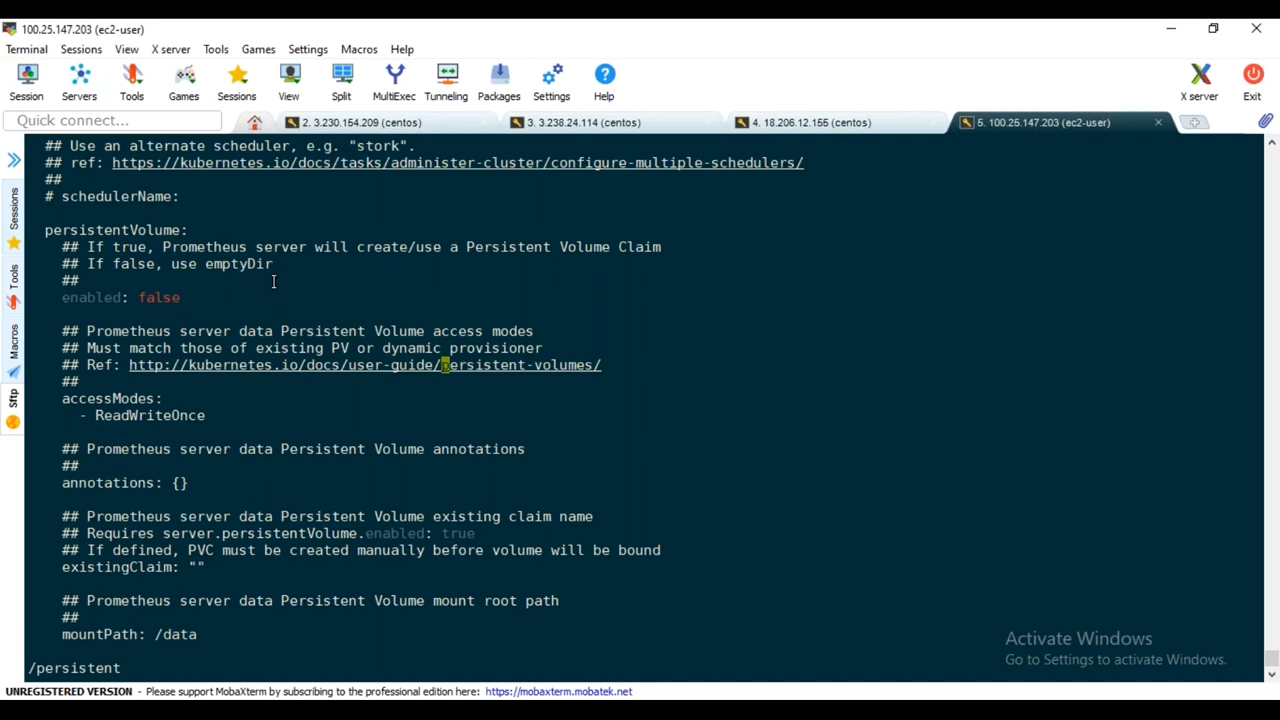 100.25.147.203 (ec2-user)
Terminal Sessions View X server Tools Games Settings Macros Help
Session Servers Tools Games Sessions View Split MultiExec Tunneling Packages Settings Help X server Exit
Quick connect... 2. 3.230.154.209 (centos) 3. 3.238.24.114 (centos) 4. 18.206.12.155 (centos) 5. 100.25.147.203 (ec2-user)
Sessions
Tools
Macros
Sftp
## Use an alternate scheduler, e.g. "stork".
## ref: https://kubernetes.io/docs/tasks/administer-cluster/configure-multiple-schedulers/
##
# schedulerName:
persistentVolume:
## If true, Prometheus server will create/use a Persistent Volume Claim
## If false, use emptyDir
##
enabled: false
## Prometheus server data Persistent Volume access modes
## Must match those of existing PV or dynamic provisioner
## Ref: http://kubernetes.io/docs/user-guide/persistent-volumes/
##
accessModes:
- ReadWriteOnce
## Prometheus server data Persistent Volume annotations
##
annotations: {}
## Prometheus server data Persistent Volume existing claim name
## Requires server.persistentVolume.enabled: true
## If defined, PVC must be created manually before volume will be bound
existingClaim: ""
## Prometheus server data Persistent Volume mount root path
##
mountPath: /data
/persistent
Activate Windows
Go to Settings to activate Windows.
UNREGISTERED VERSION - Please support MobaXterm by subscribing to the professional edition here: https://mobaxterm.mobatek.net